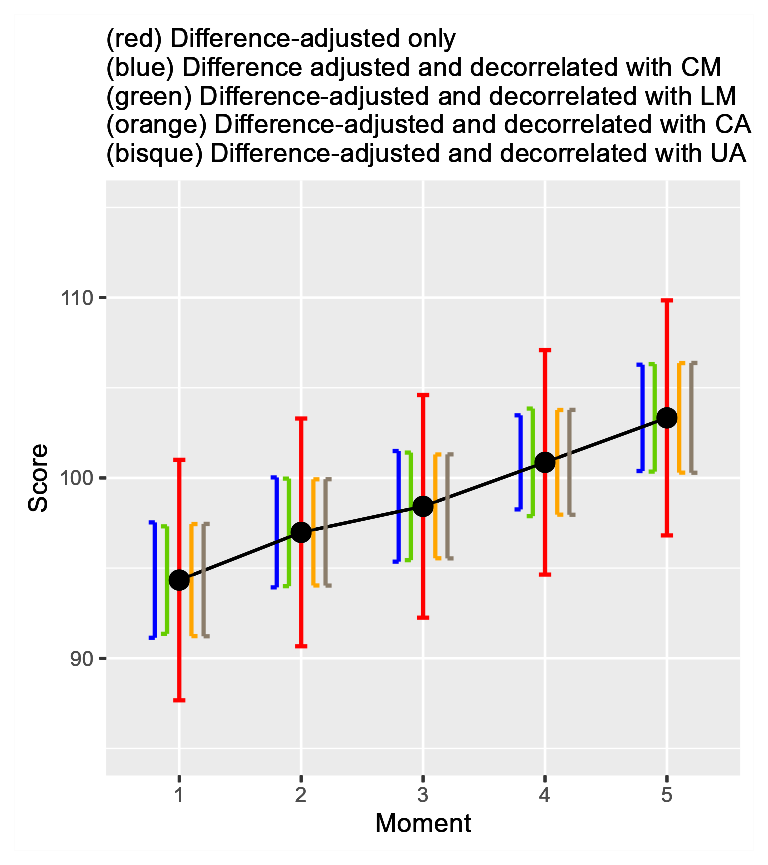 (red) Difference-adjusted only
(blue) Difference adjusted and decorrelated with CM
(green) Difference-adjusted and decorrelated with LM
(orange) Difference-adjusted and decorrelated with CA
(bisque) Difference-adjusted and decorrelated with UA
110
100
90
Score
1 2 3 4 5
Moment